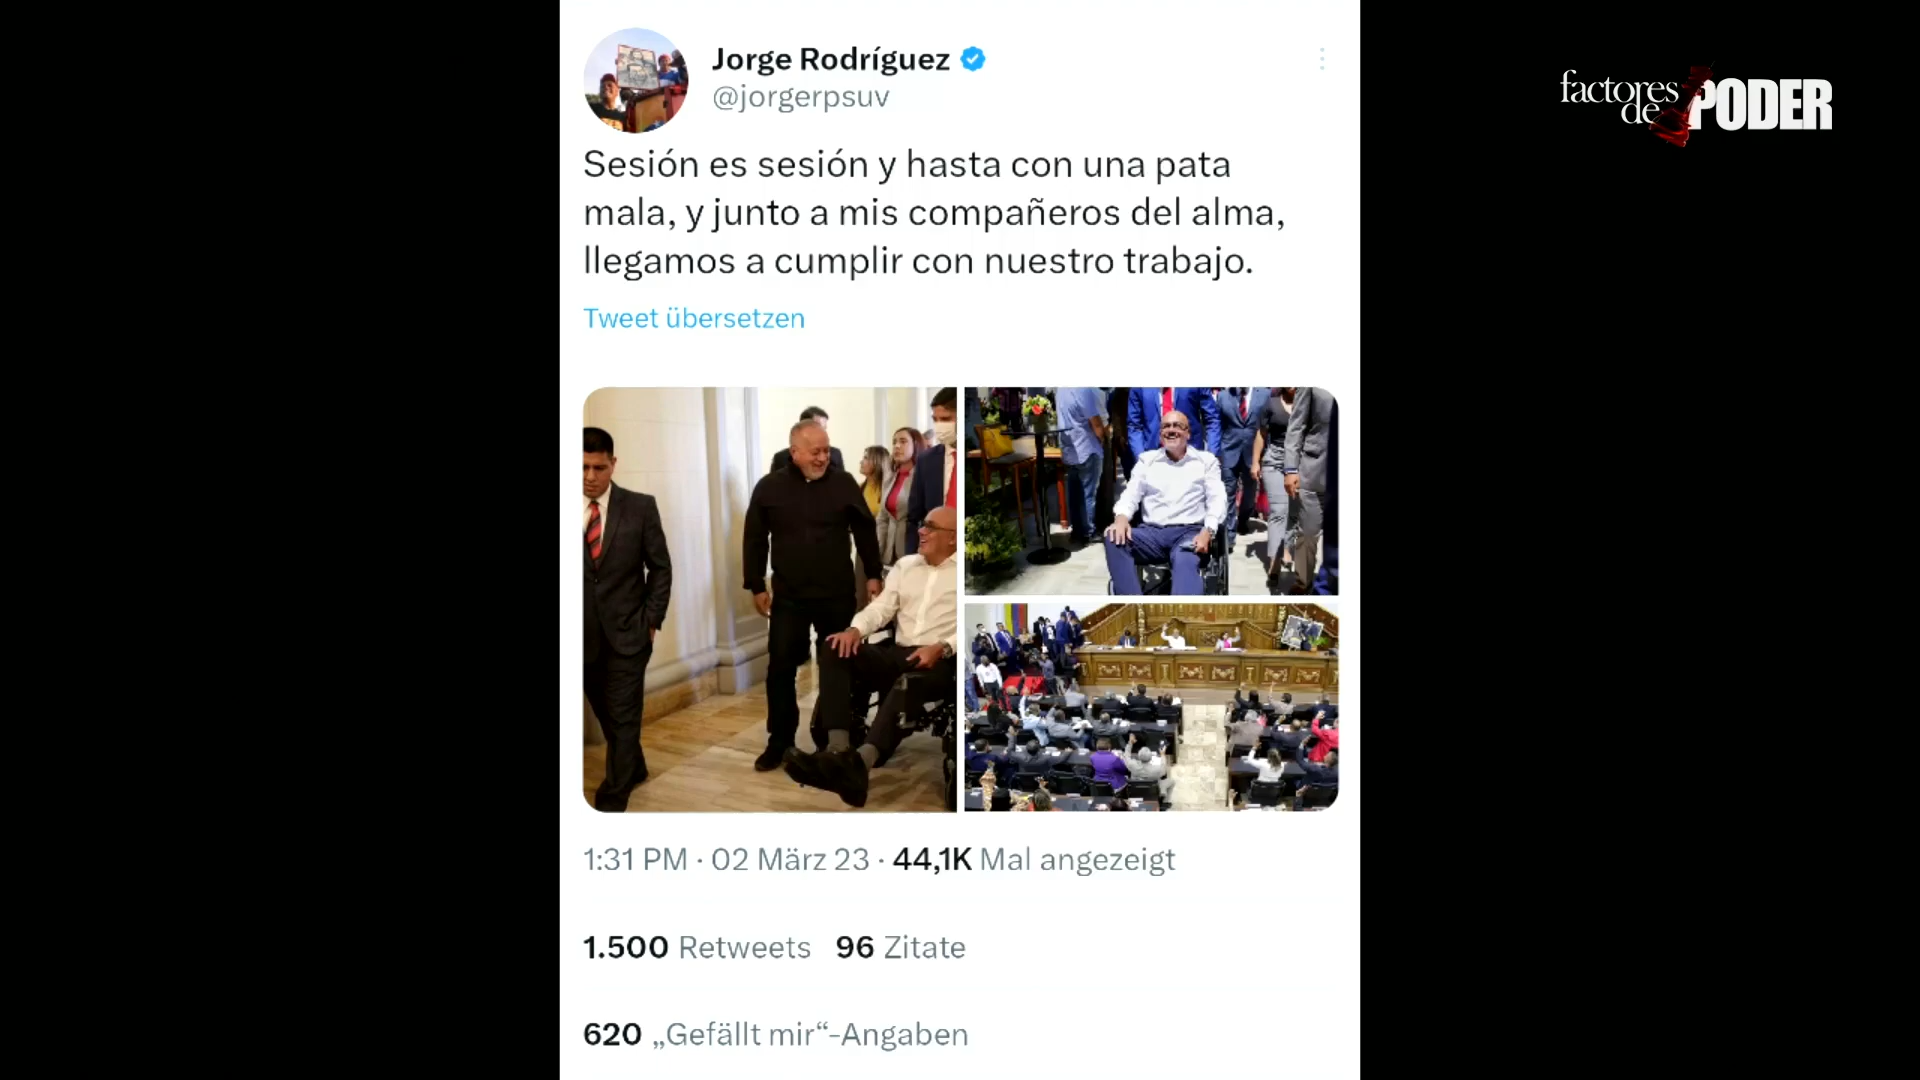 Jorge Rodríguez
@jorgerpsuv
factores
de PODER
Sesión es sesión y hasta con una pata
mala, y junto a mis compañeros del alma,
llegamos a cumplir con nuestro trabajo.
Tweet übersetzen
1:31 PM · 02 März 23 · 44,1K Mal angezeigt
1.500 Retweets 96 Zitate
620 „Gefällt mir“-Angaben